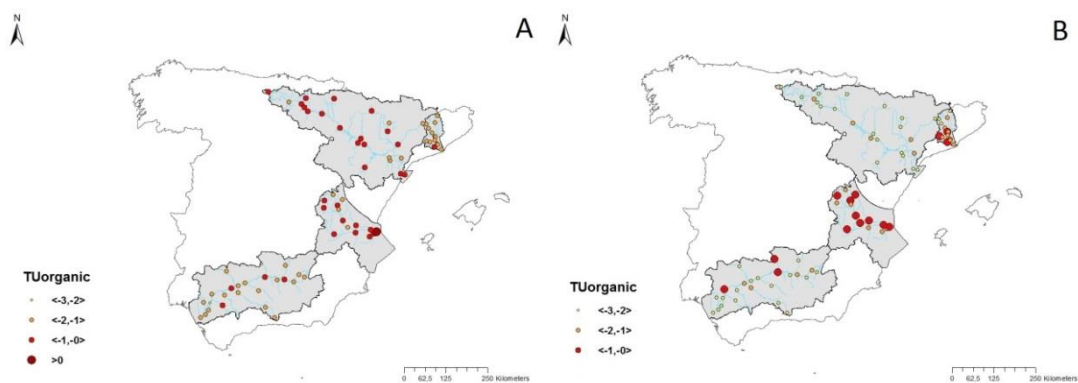 N
A
TUorganic
<-3,-2>
<-2,-1>
<-1,-0>
>0
0 62,5 125 250 Kilometers
N
B
TUorganic
<-3,-2>
<-2,-1>
<-1,-0>
0 62,5 125 250 Kilometers